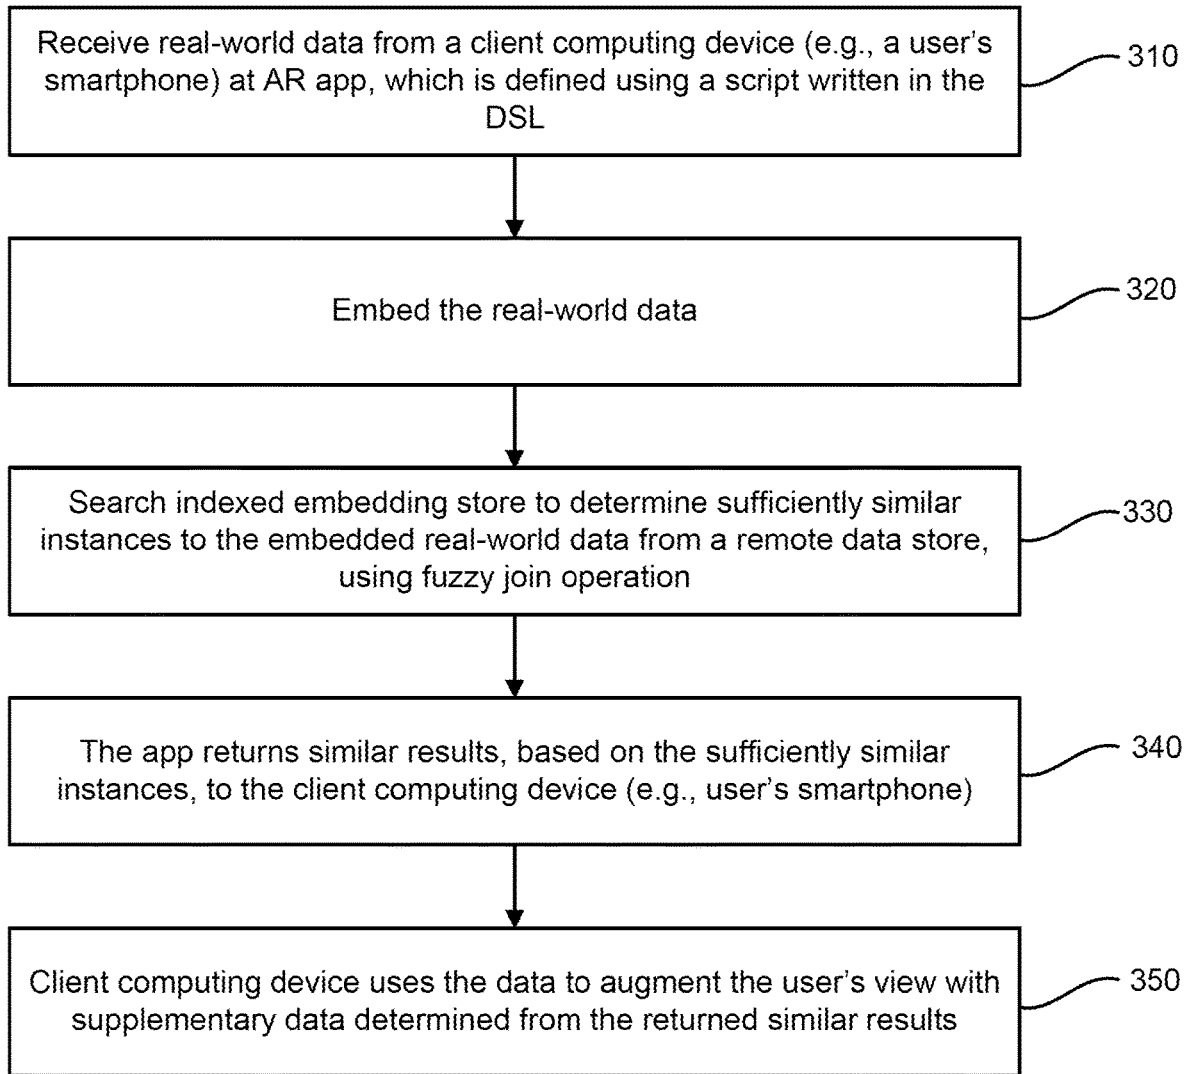 Receive real-world data from a client computing device (e.g., a user's
smartphone) at AR app, which is defined using a script written in the
DSL
310
Embed the real-world data
320
Search indexed embedding store to determine sufficiently similar
instances to the embedded real-world data from a remote data store,
using fuzzy join operation
330
The app returns similar results, based on the sufficiently similar
instances, to the client computing device (e.g., user's smartphone)
340
Client computing device uses the data to augment the user's view with
supplementary data determined from the returned similar results
350